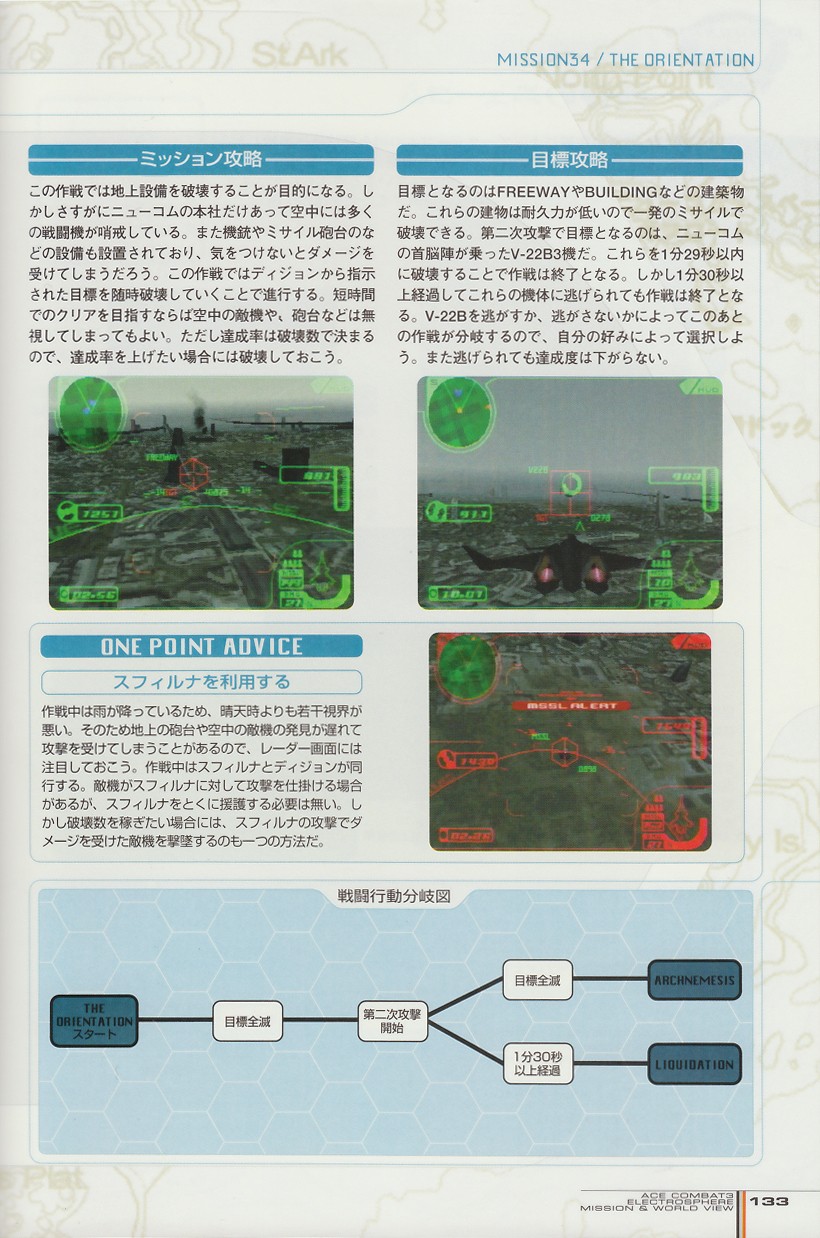 St.Ark
MISSION34 / THE ORIENTATION
ミッション攻略
この作戦では地上設備を破壊することが目的になる。し
かしさすがにニューコムの本社だけあって空中には多く
の戦闘機が哨戒している。また機銃やミサイル砲台のな
どの設備も設置されており、気をつけないとダメージを
受けてしまうだろう。この作戦ではディジョンから指示
された目標を随時破壊していくことで進行する。短時間
でのクリアを目指すならば空中の敵機や、砲台などは無
視してしまってもよい。ただし達成率は破壊数で決まる
ので、達成率を上げたい場合には破壊しておこう。
目標攻略
目標となるのはFREEWAYやBUILDINGなどの建築物
だ。これらの建物は耐久力が低いので一発のミサイルで
破壊できる。第二次攻撃で目標となるのは、ニューコム
の首脳陣が乗ったV-22B3機だ。これらを1分29秒以内
に破壊することで作戦は終了となる。しかし1分30秒以
上経過してこれらの機体に逃げられても作戦は終了とな
る。V-22Bを逃がすか、逃がさないかによってこのあと
の作戦が分岐するので、自分の好みによって選択しよ
う。また逃げられても達成度は下がらない。
FREEWAY
981
7257
02:56
V22B
983
911
ONE POINT ADVICE
スフィルナを利用する
作戦中は雨が降っているため、晴天時よりも若干視界が
悪い。そのため地上の砲台や空中の敵機の発見が遅れて
攻撃を受けてしまうことがあるので、レーダー画面には
注目しておこう。作戦中はスフィルナとディジョンが同
行する。敵機がスフィルナに対して攻撃を仕掛ける場合
があるが、スフィルナをとくに援護する必要は無い。し
かし破壊数を稼ぎたい場合には、スフィルナの攻撃でダ
メージを受けた敵機を撃墜するのも一つの方法だ。
MSSL ALERT
MSSL
戦闘行動分岐図
THE
ORIENTATION
スタート
目標全滅
第二次攻撃
開始
目標全滅
ARCHNEMESIS
1分30秒
以上経過
LIQUIDATION
ACE COMBAT3
ELECTROSPHERE
MISSION & WORLD VIEW
133